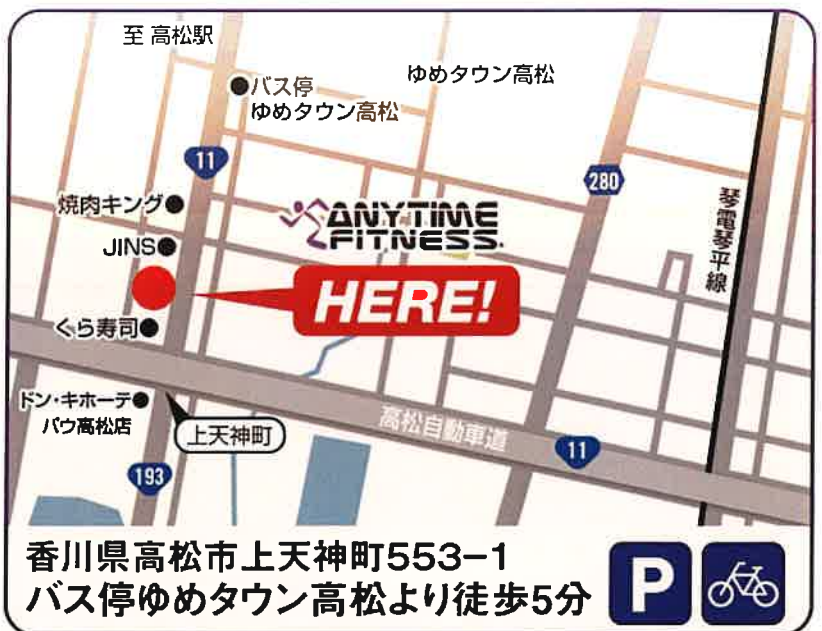 至 高松駅
バス停
ゆめタウン高松
ゆめタウン高松
11
280
焼肉キング
ANYTIME
FITNESS.
琴電琴平線
JINS
HERE!
くら寿司
ドン・キホーテ
パウ高松店
上天神町
高松自動車道
11
193
香川県高松市上天神町553-1
バス停ゆめタウン高松より徒歩5分
P